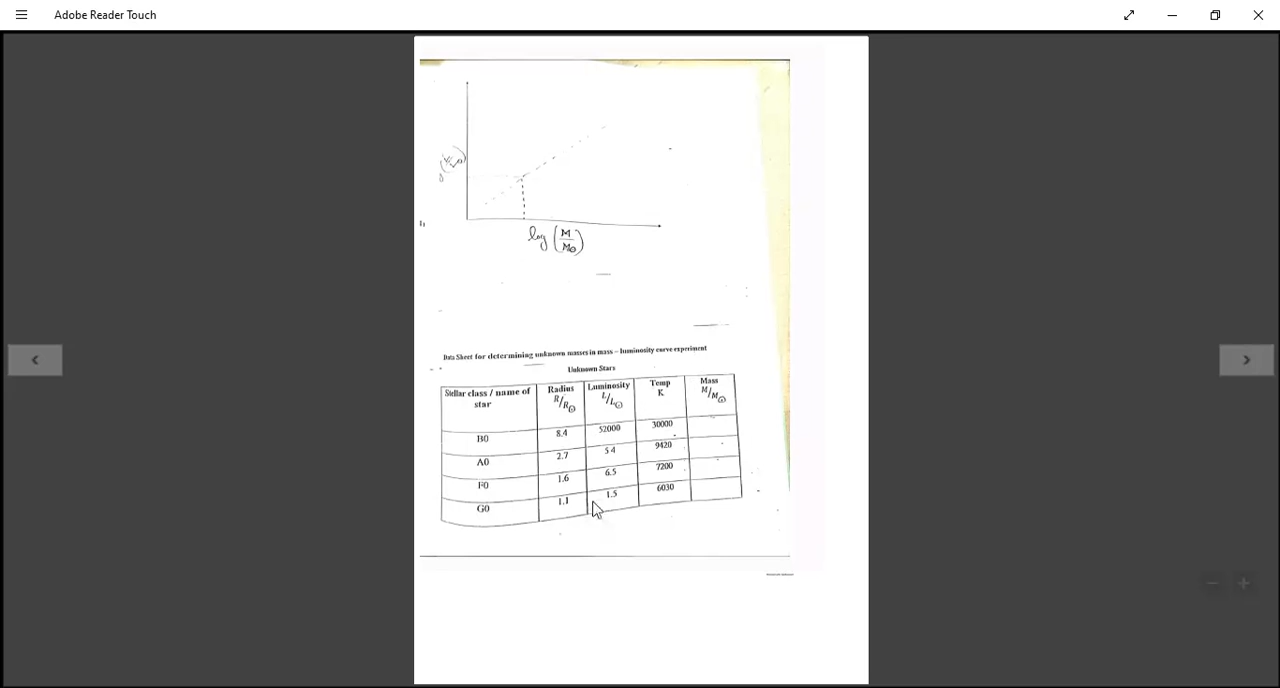 Adobe Reader Touch
log (M/M⊙)
Data Sheet for determining unknown masses in mass – luminosity curve experiment
Unknown Stars
Stellar class / name of star Radius R/R⊙ Luminosity L/L⊙ Temp K Mass M/M⊙
B0 8.4 52000 30000
A0 2.7 54 9420
F0 1.6 6.5 7200
G0 1.1 1.5 6030